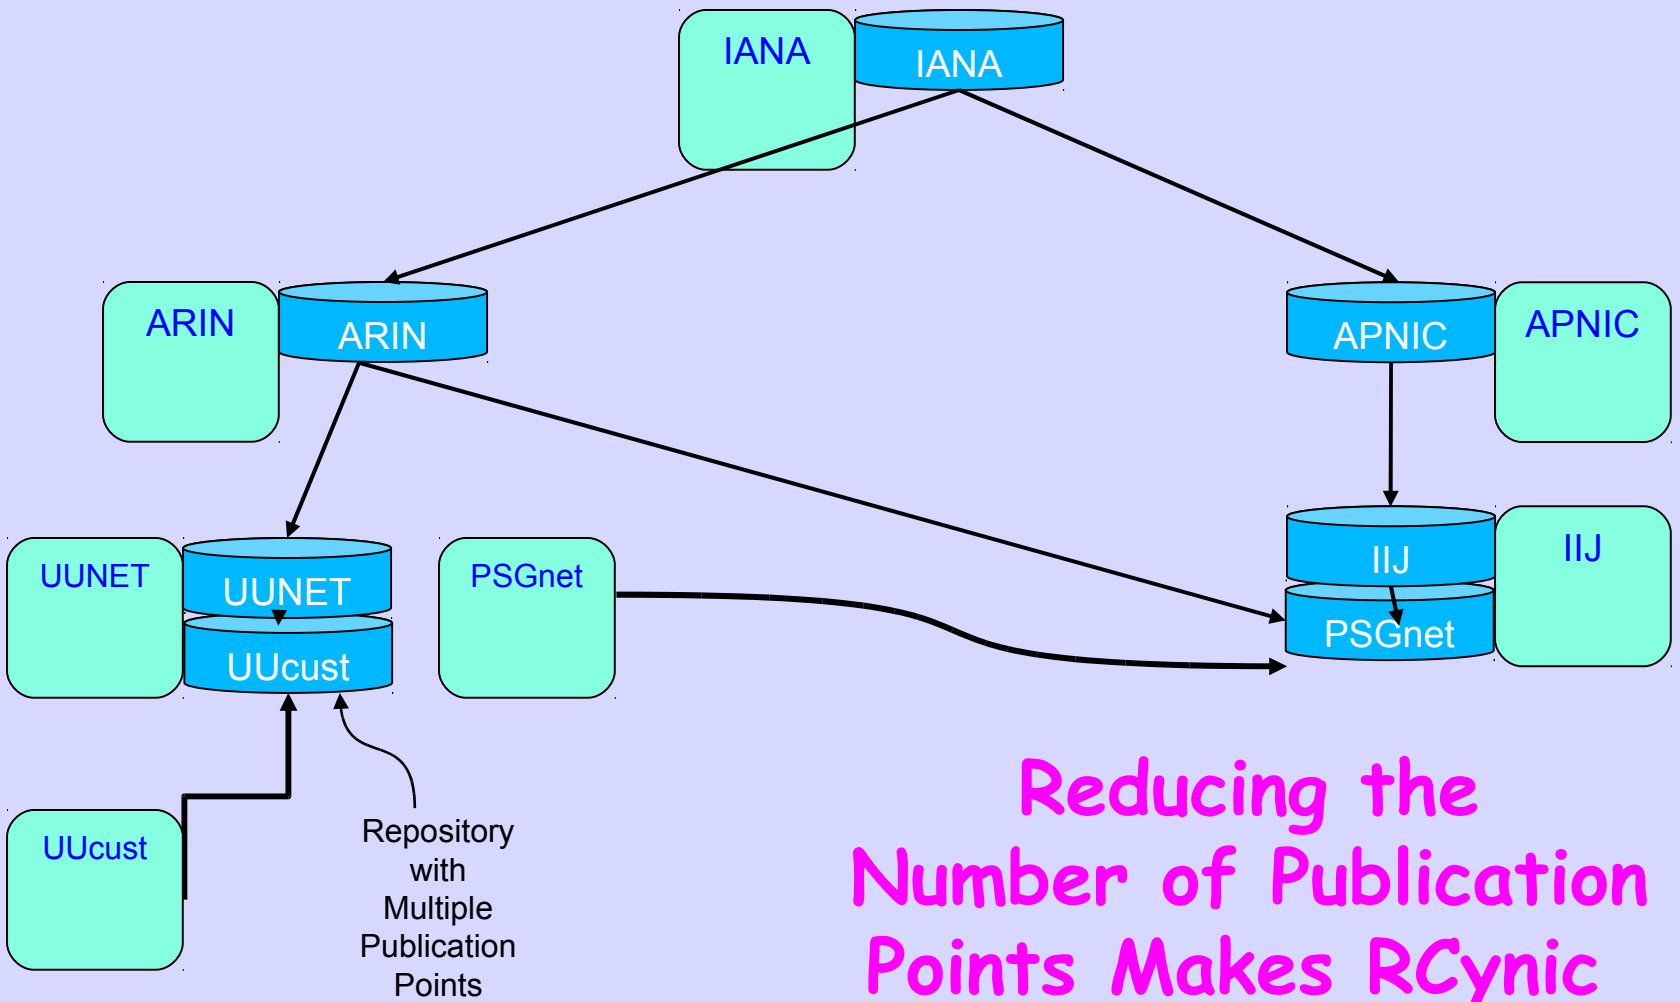 IANA
IANA
ARIN
ARIN
APNIC
APNIC
UUNET
UUNET
UUcust
PSGnet
IIJ
PSGnet
IIJ
UUcust
Repository
with
Multiple
Publication
Points
Reducing the
Number of Publication
Points Makes RCynic